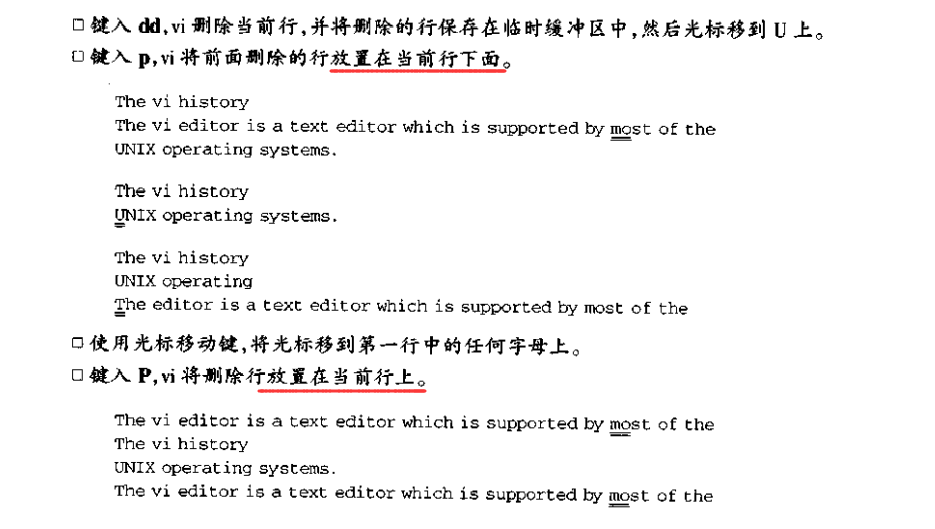 □ 键入 dd,vi 删除当前行,并将删除的行保存在临时缓冲区中,然后光标移到 U 上。
□ 键入 p,vi 将前面删除的行放置在当前行下面。
The vi history
The vi editor is a text editor which is supported by most of the
UNIX operating systems.
The vi history
UNIX operating systems.
The vi history
UNIX operating
The editor is a text editor which is supported by most of the
□ 使用光标移动键,将光标移到第一行中的任何字母上。
□ 键入 P,vi 将删除行放置在当前行上。
The vi editor is a text editor which is supported by most of the
The vi history
UNIX operating systems.
The vi editor is a text editor which is supported by most of the